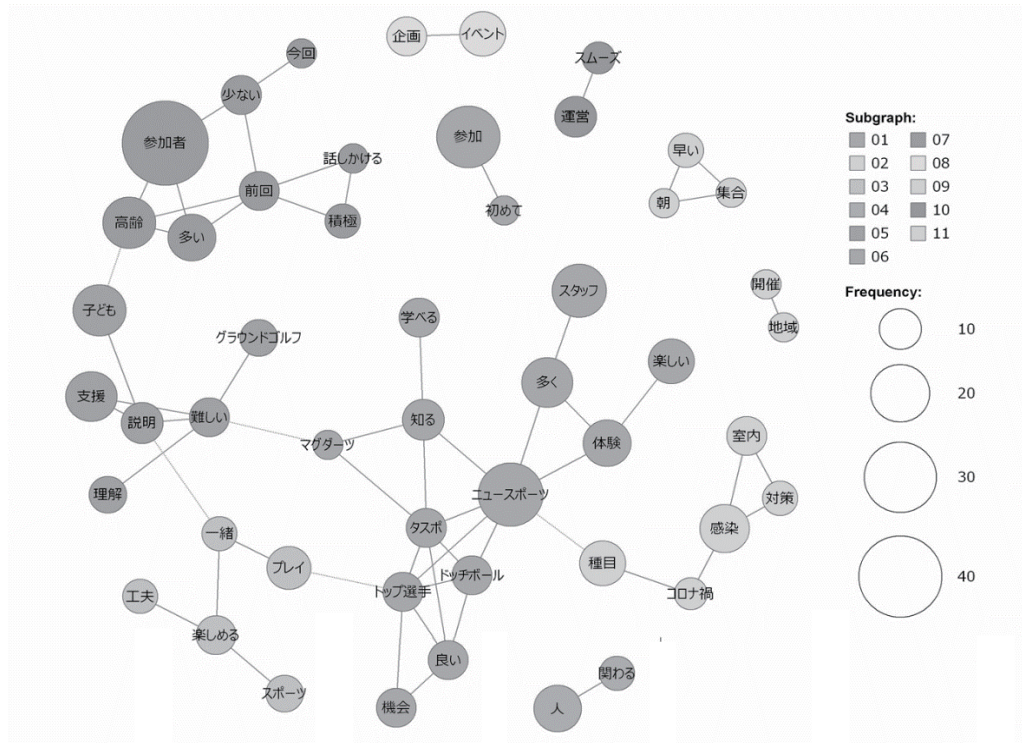 企画
イベント
今回
スムーズ
少ない
運営
参加者
参加
早い
話しかける
前回
朝
集合
高齢
多い
積極
初めて
子ども
スタッフ
開催
地域
学べる
グラウンドゴルフ
楽しい
多く
支援
説明
難しい
知る
マグダーツ
体験
室内
理解
ニュースポーツ
対策
一緒
タスポ
感染
プレイ
ドッチボール
種目
トップ選手
コロナ禍
工夫
楽しめる
良い
スポーツ
機会
関わる
人
Subgraph:
01
02
03
04
05
06
07
08
09
10
11
Frequency:
10
20
30
40